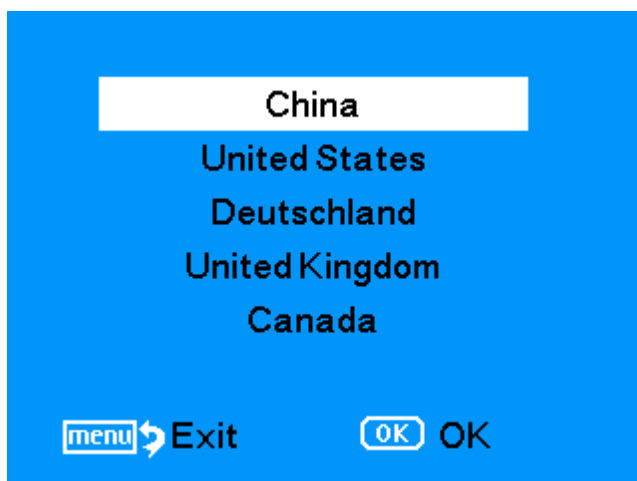 China
United States
Deutschland
United Kingdom
Canada
menu Exit OK OK